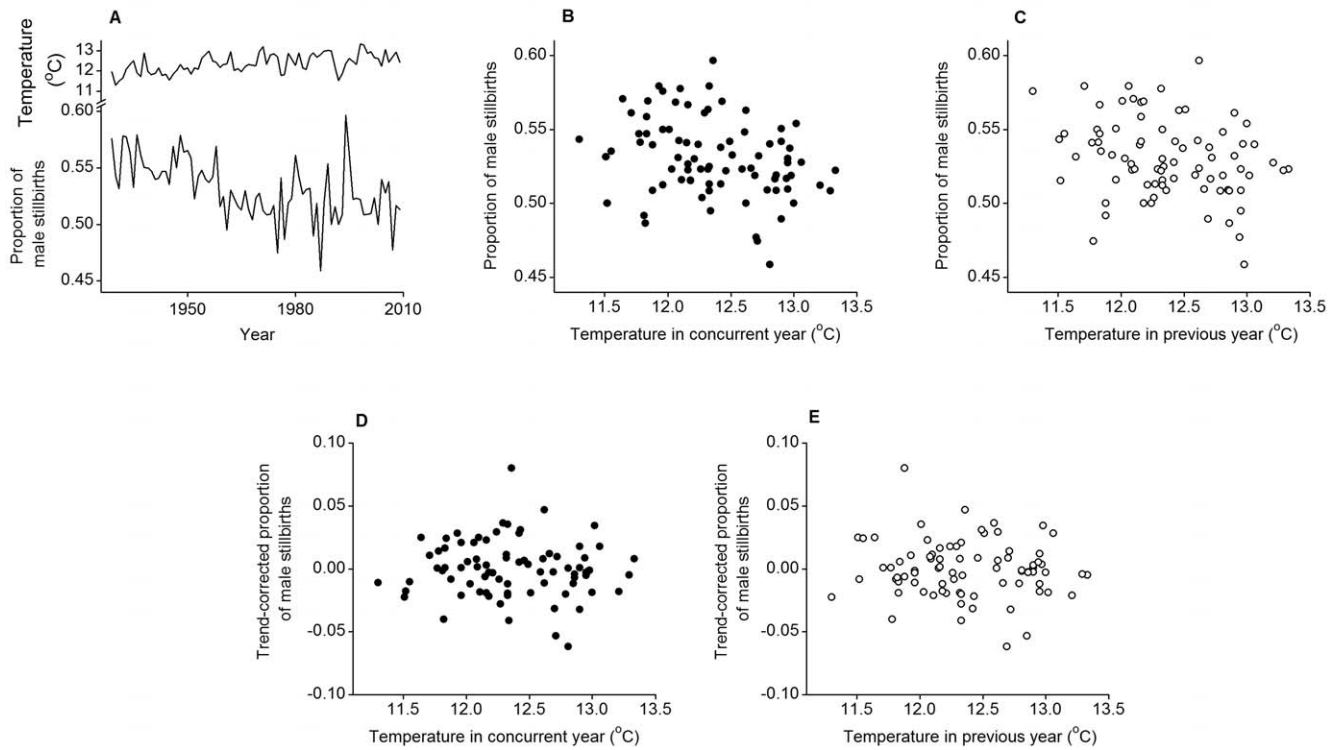 A
Temperature
(°C)
13
12
11
0.60
0.55
0.50
0.45
Proportion of
male stillbirths
1950
1980
2010
Year
B
Proportion of male stillbirths
0.60
0.55
0.50
0.45
11.5
12.0
12.5
13.0
13.5
Temperature in concurrent year (°C)
C
Proportion of male stillbirths
0.60
0.55
0.50
0.45
11.5
12.0
12.5
13.0
13.5
Temperature in previous year (°C)
D
Trend-corrected proportion
of male stillbirths
0.10
0.05
0.00
-0.05
-0.10
11.5
12.0
12.5
13.0
13.5
Temperature in concurrent year (°C)
E
Trend-corrected proportion
of male stillbirths
0.10
0.05
0.00
-0.05
-0.10
11.5
12.0
12.5
13.0
13.5
Temperature in previous year (°C)